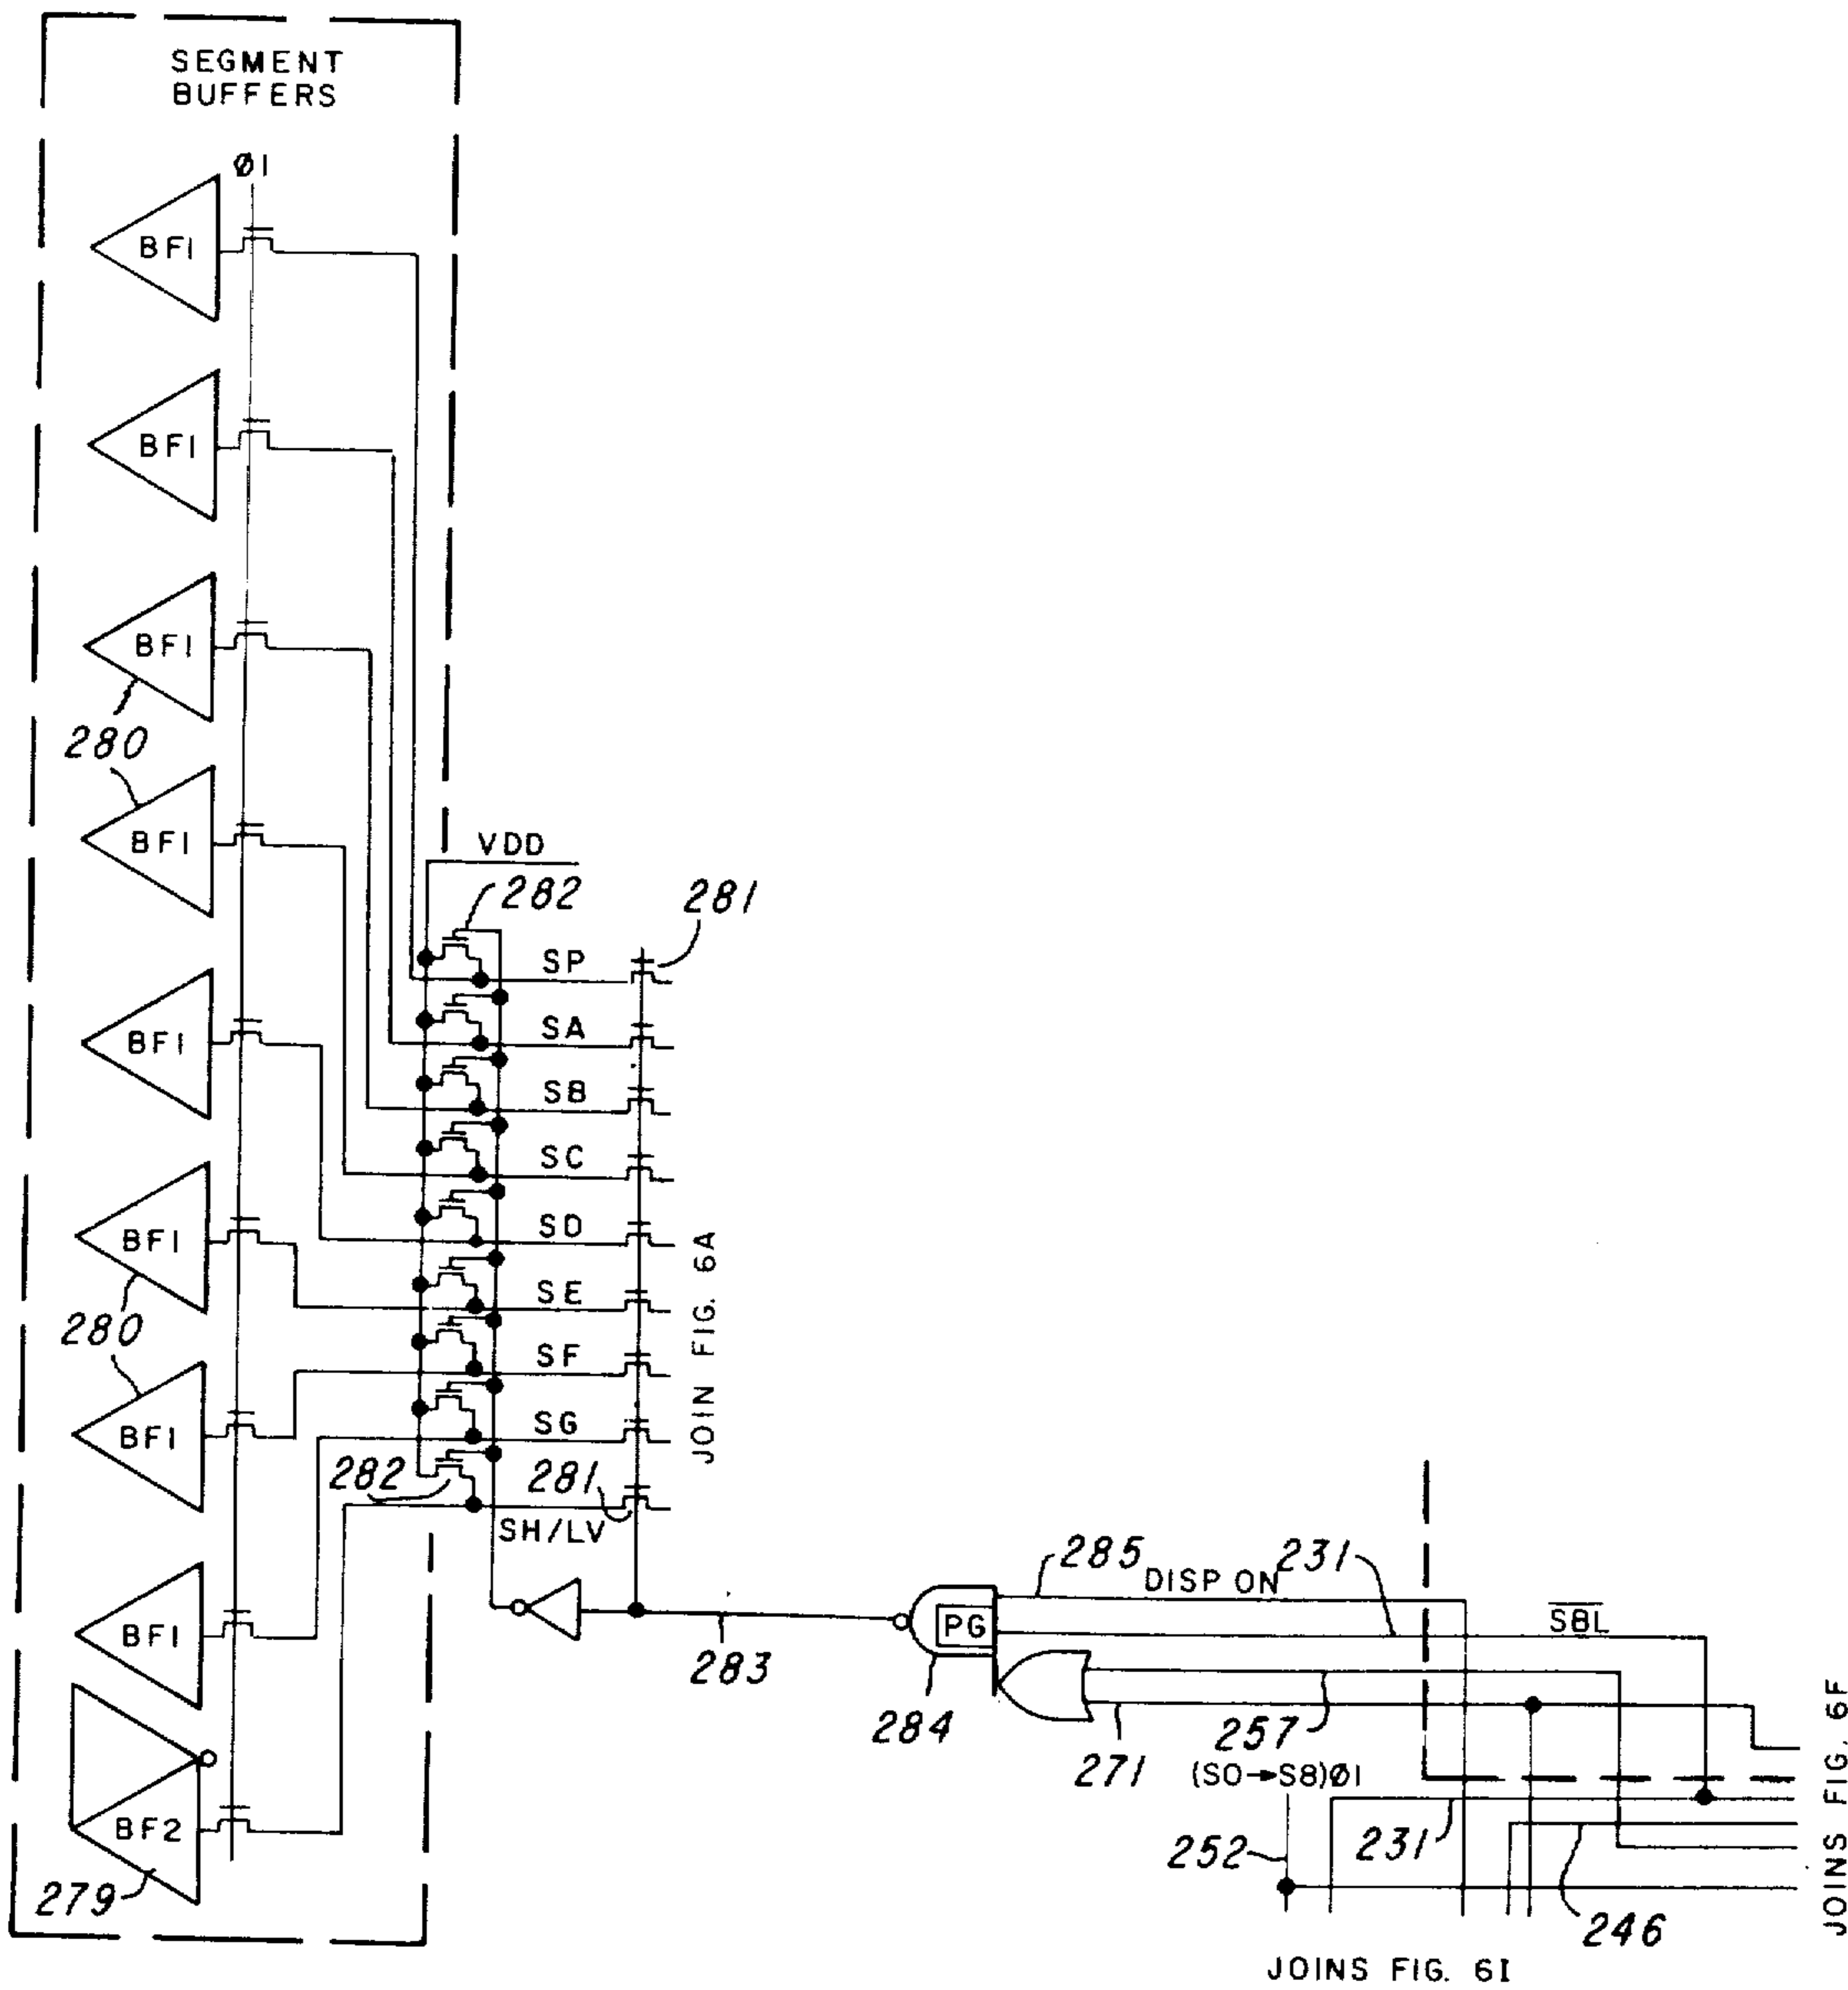 SEGMENT
BUFFERS
Ø1
BF1
BF1
BF1
280
BF1
VDD
282
281
SP
BF1
SA
SB
SC
BF1
SD
280
SE
SF
BF1
SG
JOIN FIG. 6A
282
281
SH/LV
BF1
285
DISP ON
231
PG
SBL
283
284
257
271
(S0→S8)Ø1
BF2
279
252
231
246
JOINS FIG. 6F
JOINS FIG. 6I